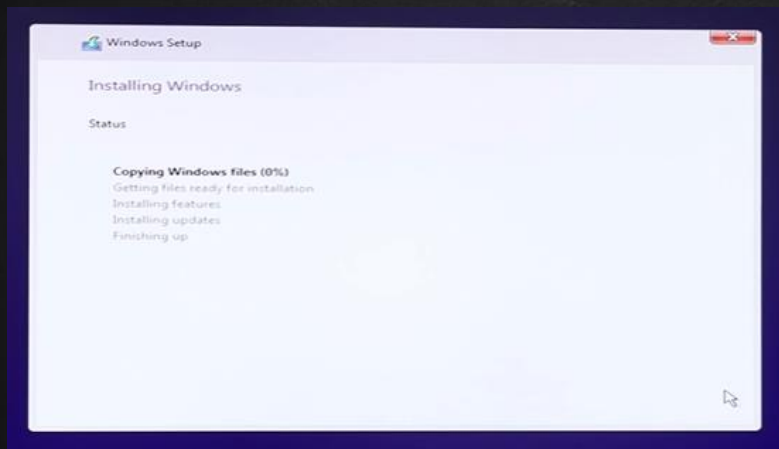 Windows Setup
Installing Windows
Status
Copying Windows files (0%)
Getting files ready for installation
Installing features
Installing updates
Finishing up